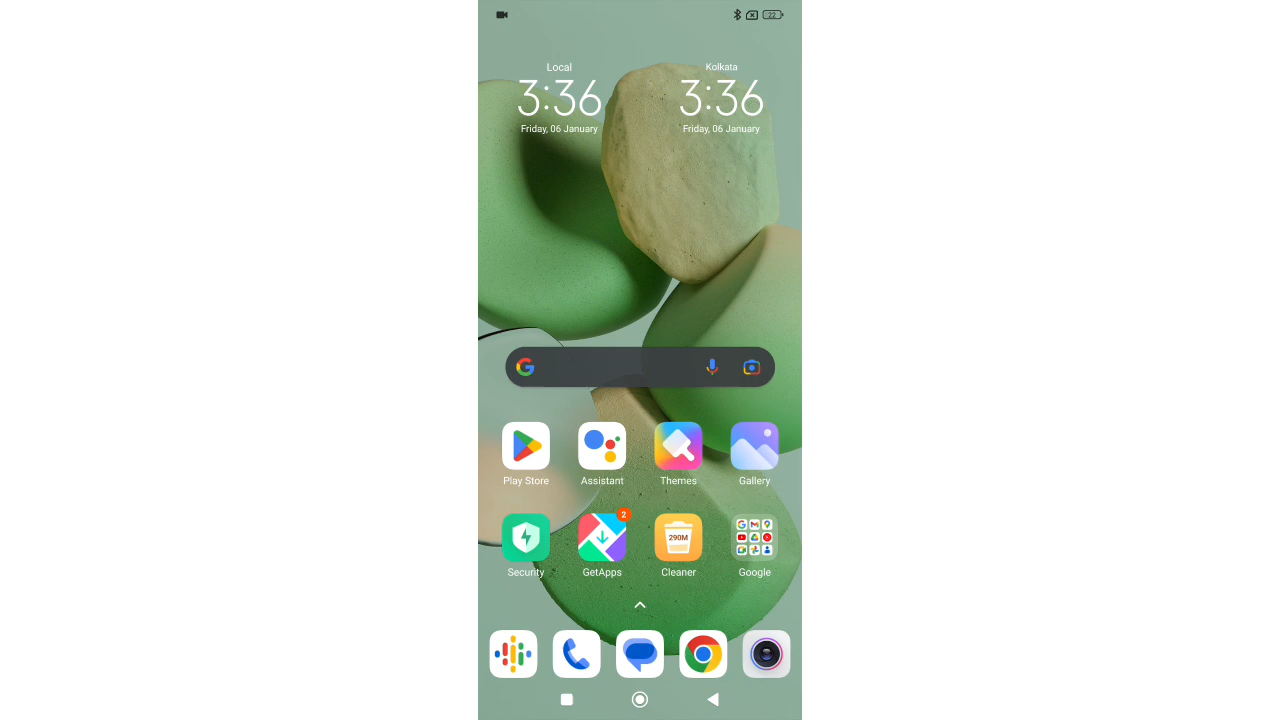 22
Local
3:36
Friday, 06 January
Kolkata
3:36
Friday, 06 January
Play Store
Assistant
Themes
Gallery
Security
2
GetApps
290M
Cleaner
Google